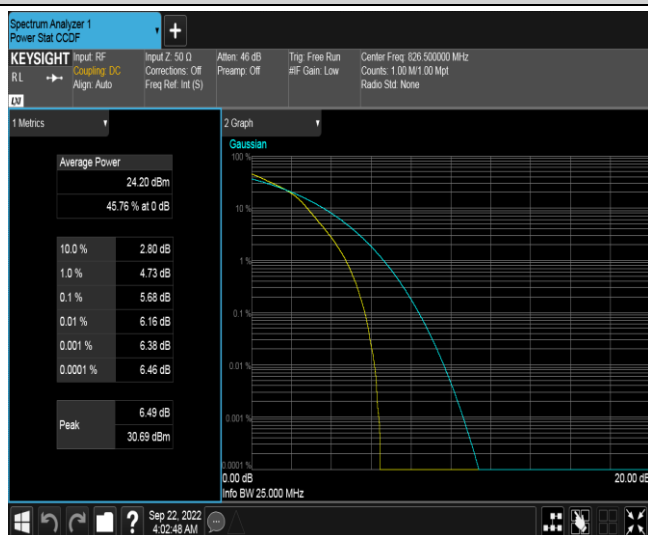 Spectrum Analyzer 1
Power Stat CCDF
KEYSIGHT
Input: RF
Input Z: 50 Ω
Atten: 46 dB
Trig: Free Run
Center Freq: 826.500000 MHz
R L
Coupling: DC
Corrections: Off
Preamp: Off
#IF Gain: Low
Counts: 1.00 M/1.00 Mpt
Align: Auto
Freq Ref: Int (S)
Radio Std: None
LXI
1 Metrics
Average Power
24.20 dBm
45.76 % at 0 dB
10.0 % 2.80 dB
1.0 % 4.73 dB
0.1 % 5.68 dB
0.01 % 6.16 dB
0.001 % 6.38 dB
0.0001 % 6.46 dB
Peak
6.49 dB
30.69 dBm
2 Graph
Gaussian
100 %
10 %
1 %
0.1 %
0.01 %
0.001 %
0.0001 %
0.00 dB
20.00 dB
Info BW 25.000 MHz
?
Sep 22, 2022
4:02:48 AM